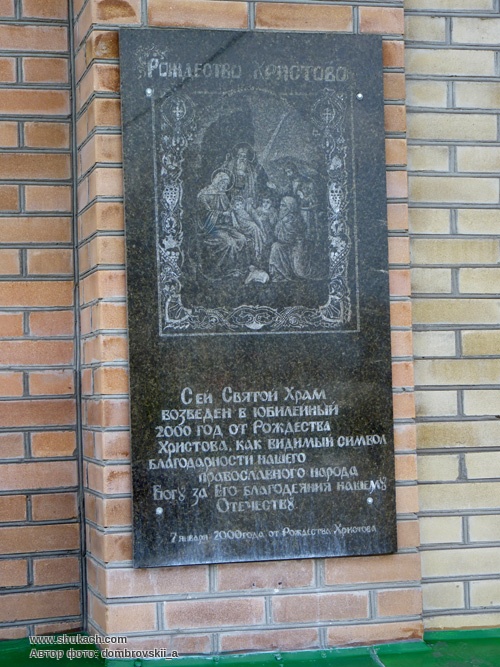 Рождество Христово
Сей Святой Храм
возведен в юбилейный
2000 год от Рождества
Христова, как видимый символ
благодарности нашего
православного народа
Богу за Его благодеяния нашему
Отечеству.
7 января 2000 года от Рождества Христова
www.shukach.com
Автор фото: dombrovskii_a